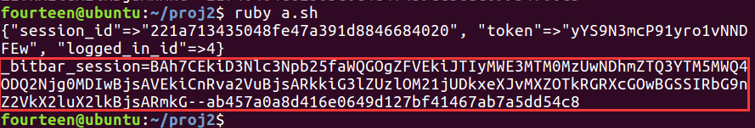 fourteen@ubuntu:~/proj2$ ruby a.sh
{"session_id"=>"221a713435048fe47a391d8846684020", "token"=>"yYS9N3mcP91yro1vNND
FEw", "logged_in_id"=>4}
_bitbar_session=BAh7CEkiD3Nlc3Npb25faWQGOgZFVEkiJTIyMWE3MTM0MzUwNDhmZTQ3YTM5MWQ4
ODQ2Njg0MDIwBjsAVEkiCnRva2VuBjsARkkiG3lZUzlOM21jUDkxeXJvMXZOTkRGRXcGOwBGSSIRbG9n
Z2VkX2luX2lkBjsARmkG--ab457a0a8d416e0649d127bf41467ab7a5dd54c8
fourteen@ubuntu:~/proj2$